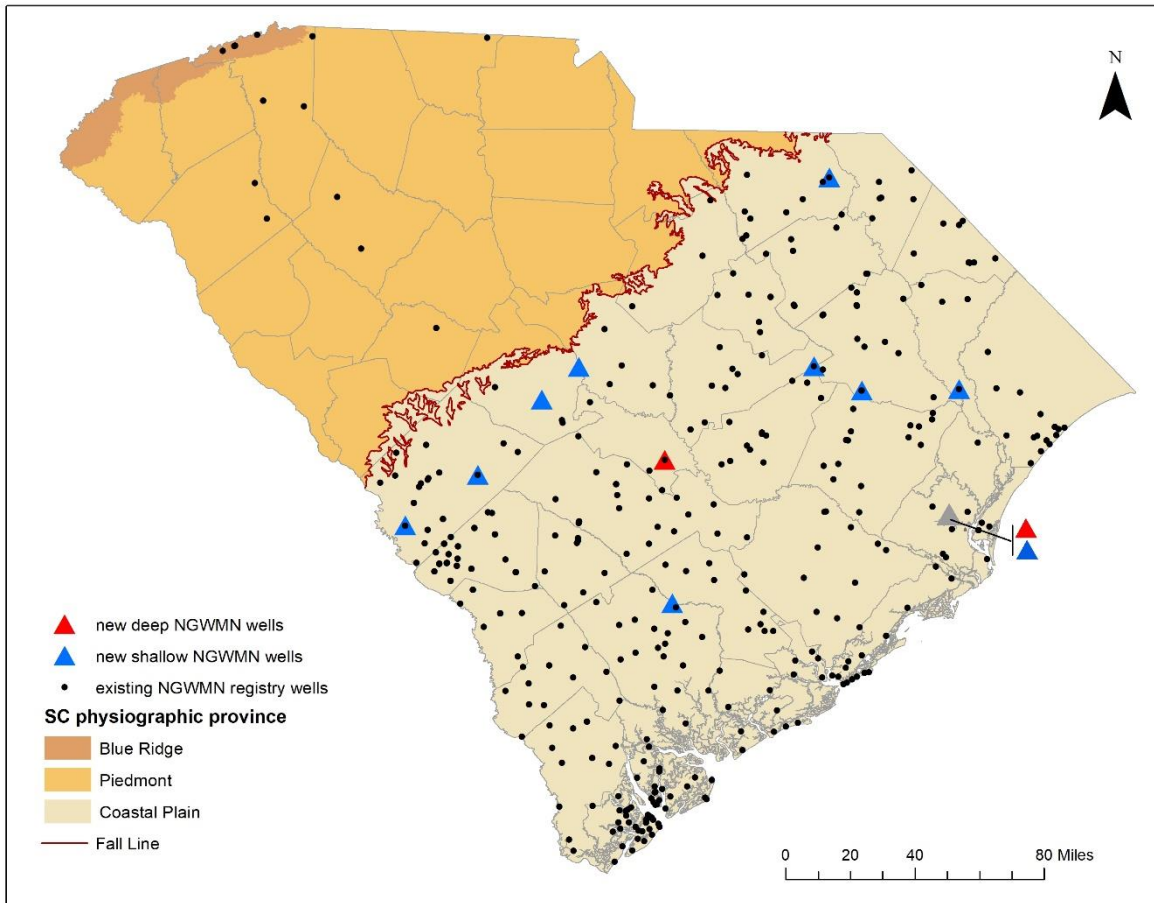 N
new deep NGWMN wells
new shallow NGWMN wells
existing NGWMN registry wells
SC physiographic province
Blue Ridge
Piedmont
Coastal Plain
Fall Line
0 20 40 80 Miles